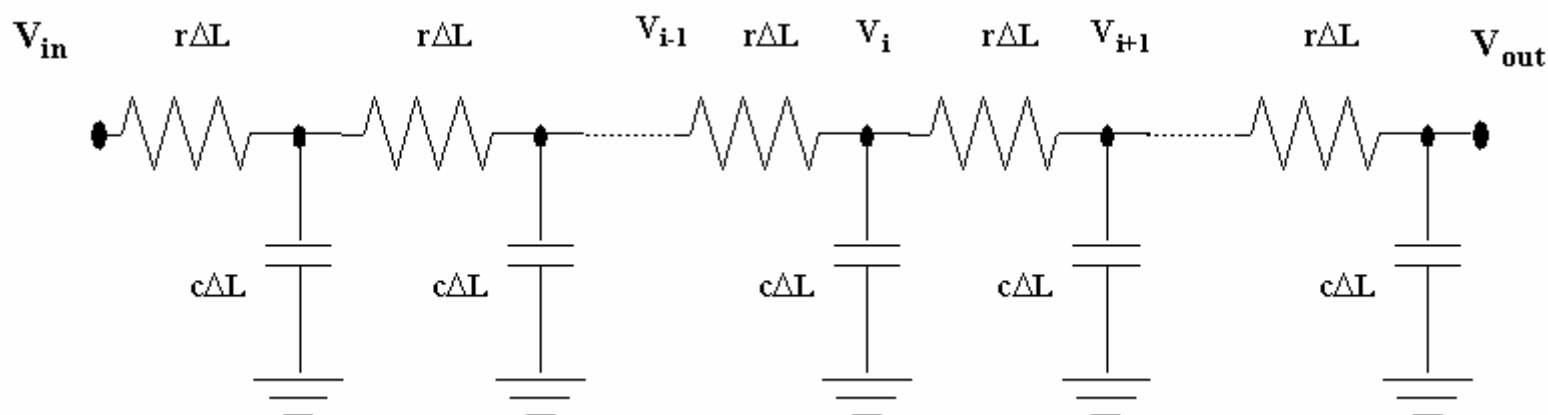 V_in r∆L r∆L V_i-1 r∆L V_i r∆L V_i+1 r∆L V_out
c∆L c∆L c∆L c∆L c∆L